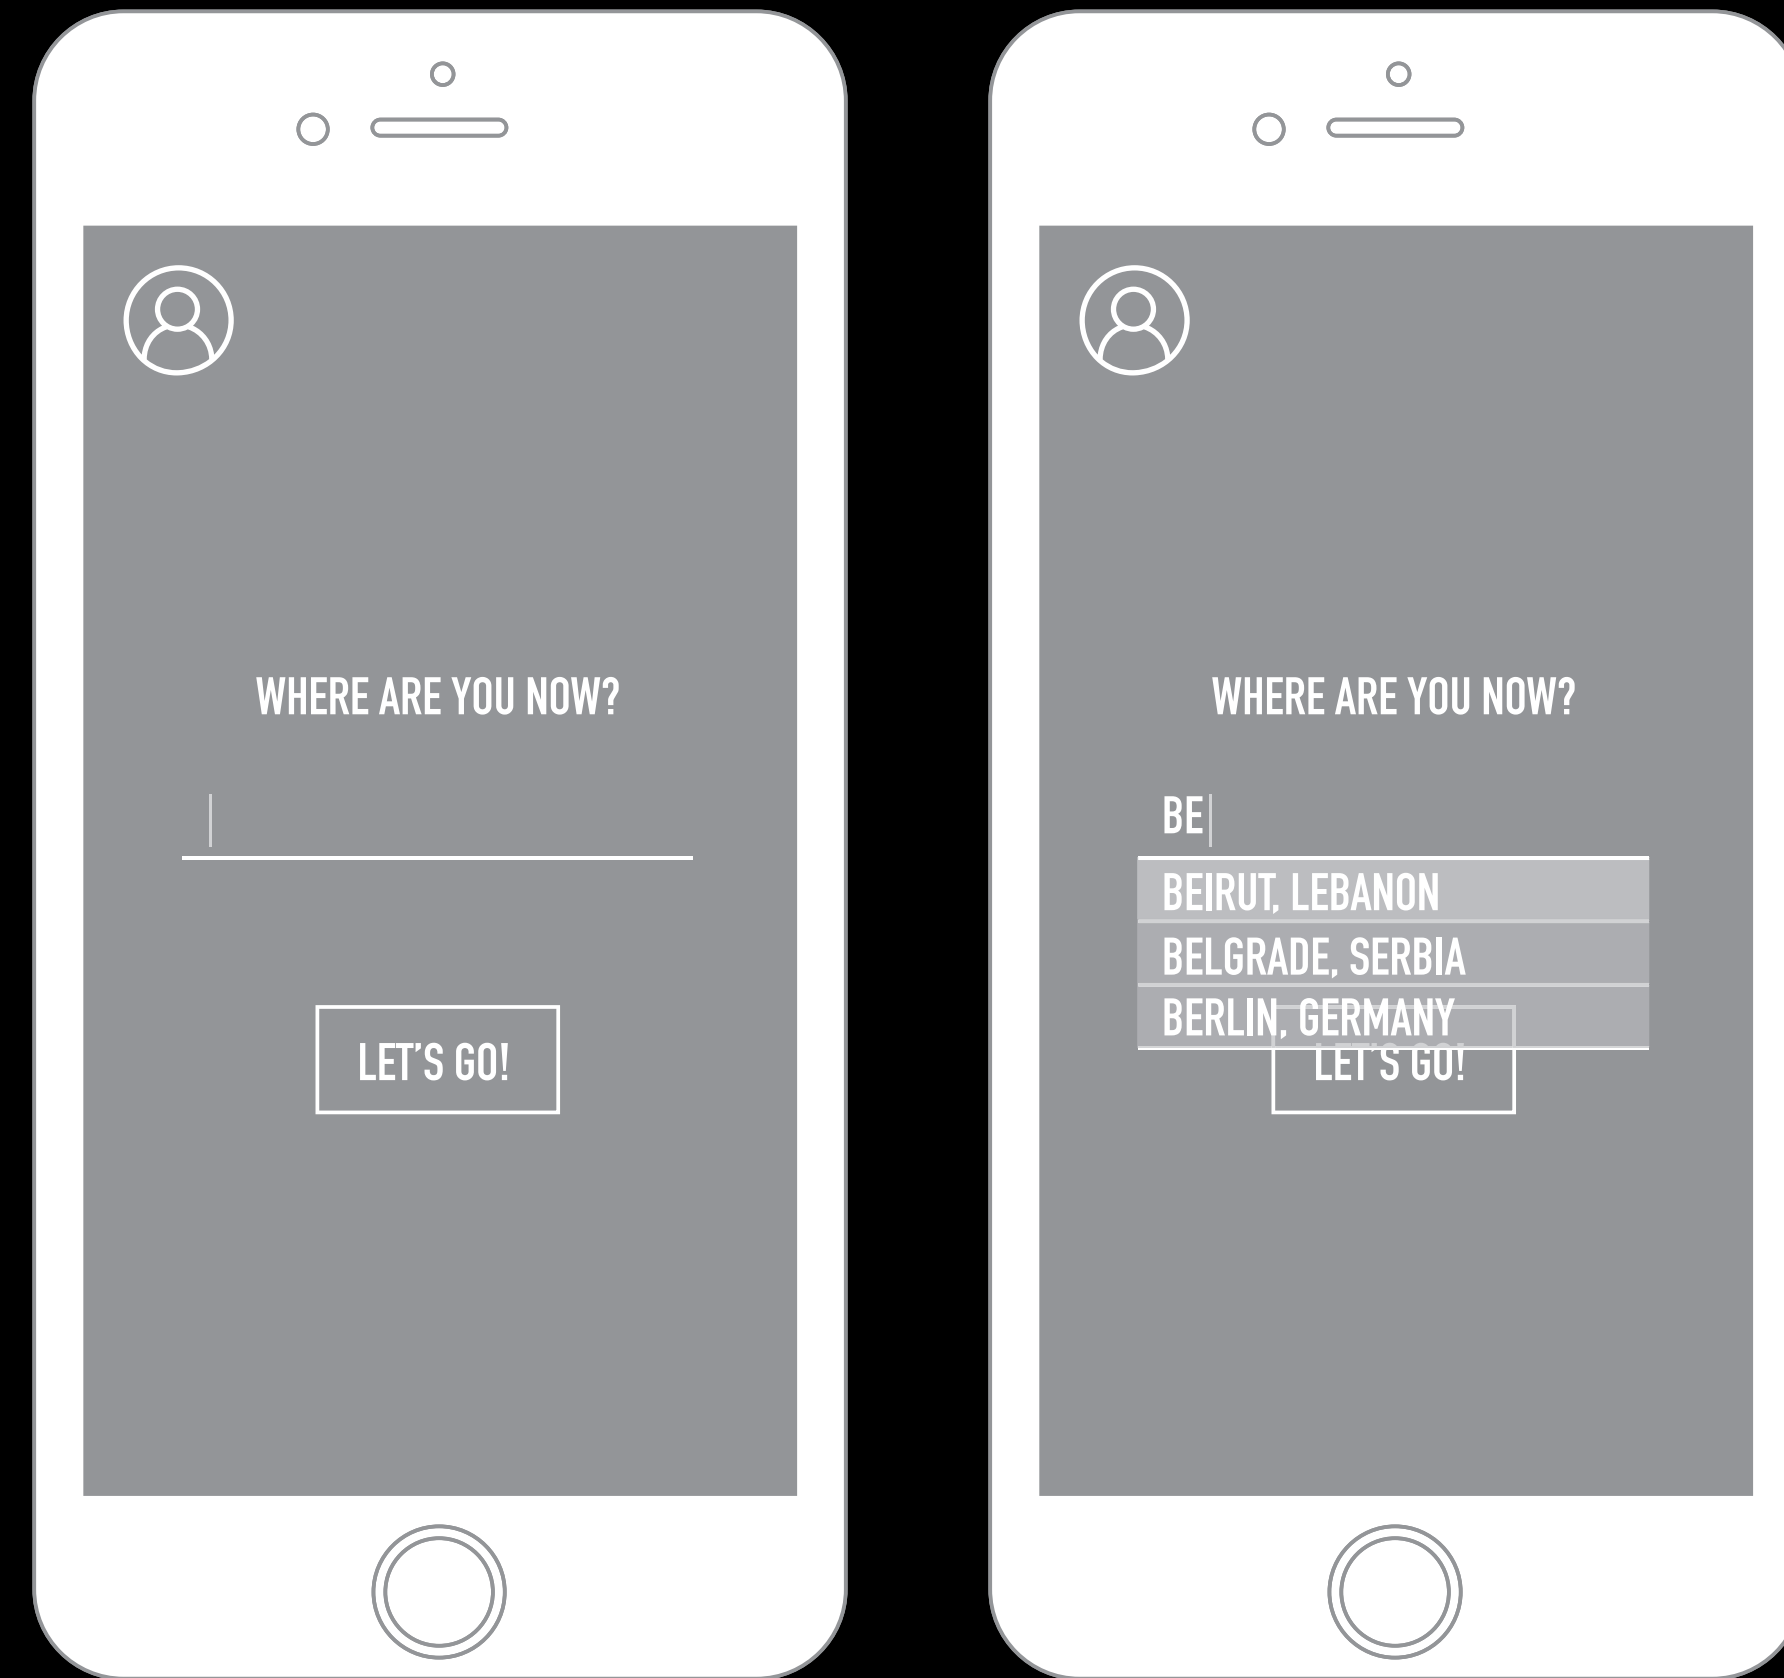 WHERE ARE YOU NOW?
LET'S GO!
WHERE ARE YOU NOW?
BE
BEIRUT, LEBANON
BELGRADE, SERBIA
BERLIN, GERMANY
LET'S GO!